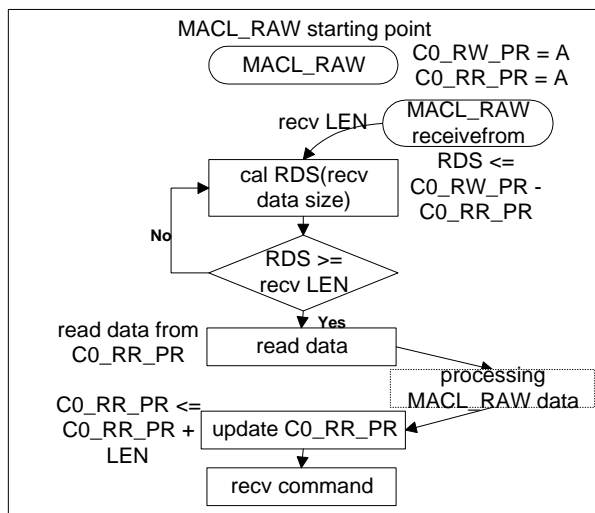 MACL_RAW starting point
MACL_RAW
C0_RW_PR = A
C0_RR_PR = A
recv LEN
MACL_RAW
receivefrom
cal RDS(recv
data size)
RDS <=
C0_RW_PR -
C0_RR_PR
No
RDS >=
recv LEN
Yes
read data from
C0_RR_PR
read data
processing
MACL_RAW data
C0_RR_PR <=
C0_RR_PR +
LEN
update C0_RR_PR
recv command